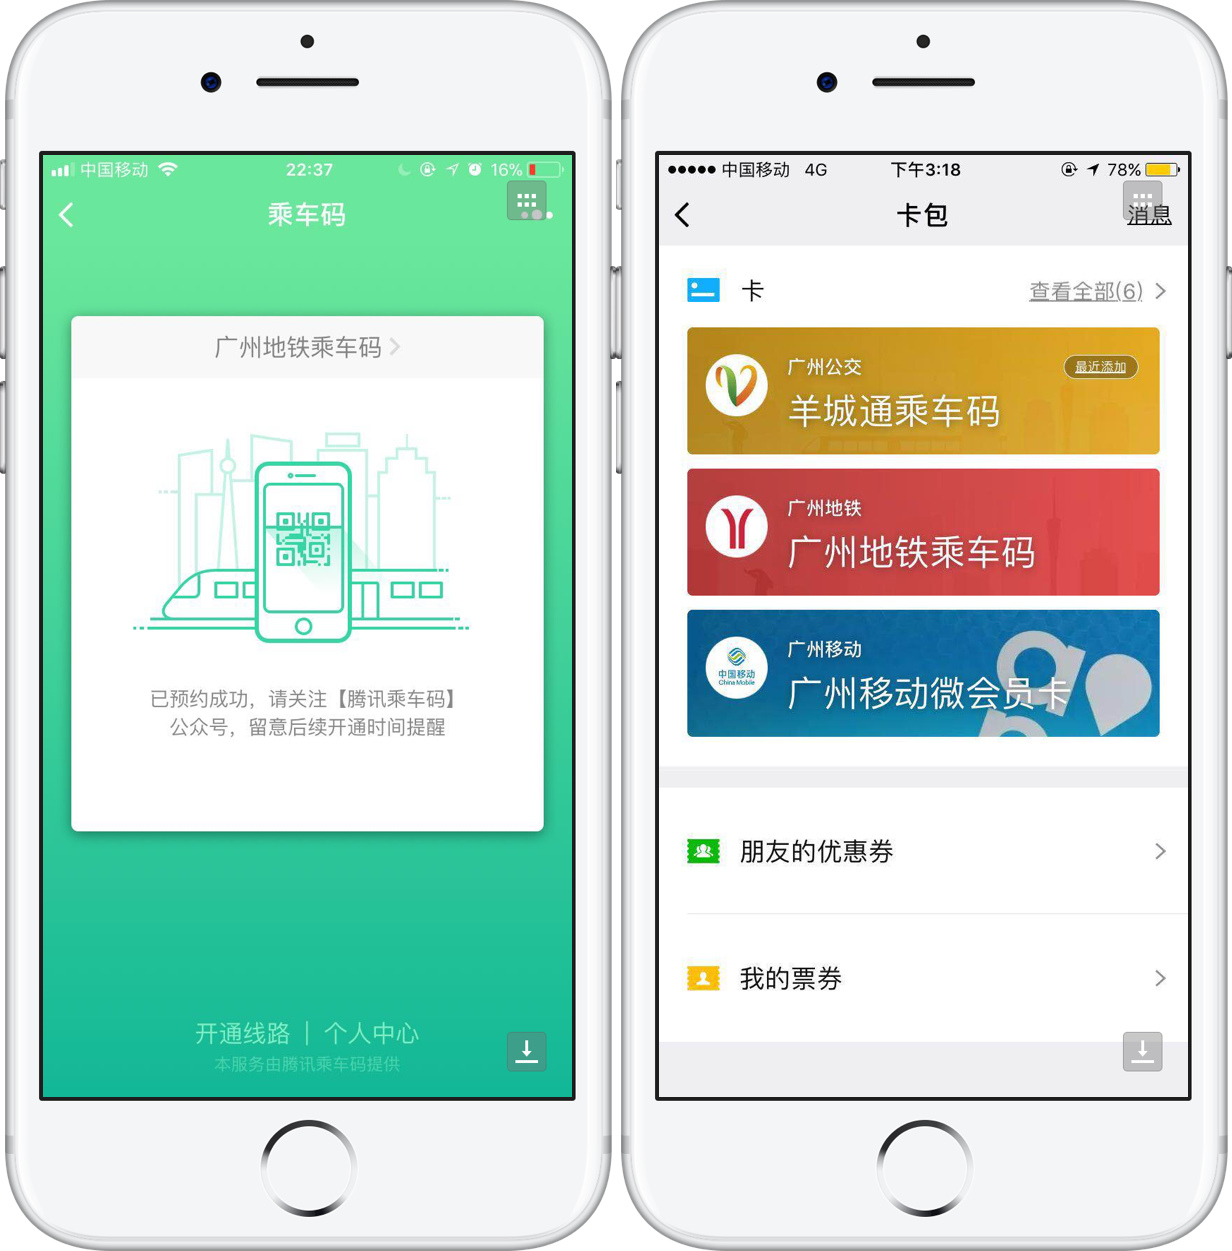 中国移动 22:37 16%
乘车码
广州地铁乘车码
已预约成功，请关注【腾讯乘车码】
公众号，留意后续开通时间提醒
开通线路｜个人中心
本服务由腾讯乘车码提供
中国移动 4G 下午3:18 78%
卡包 消息
卡 查看全部(6)
广州公交 最近添加
羊城通乘车码
广州地铁
广州地铁乘车码
广州移动
中国移动
China Mobile
广州移动微会员卡
go
朋友的优惠券
我的票券